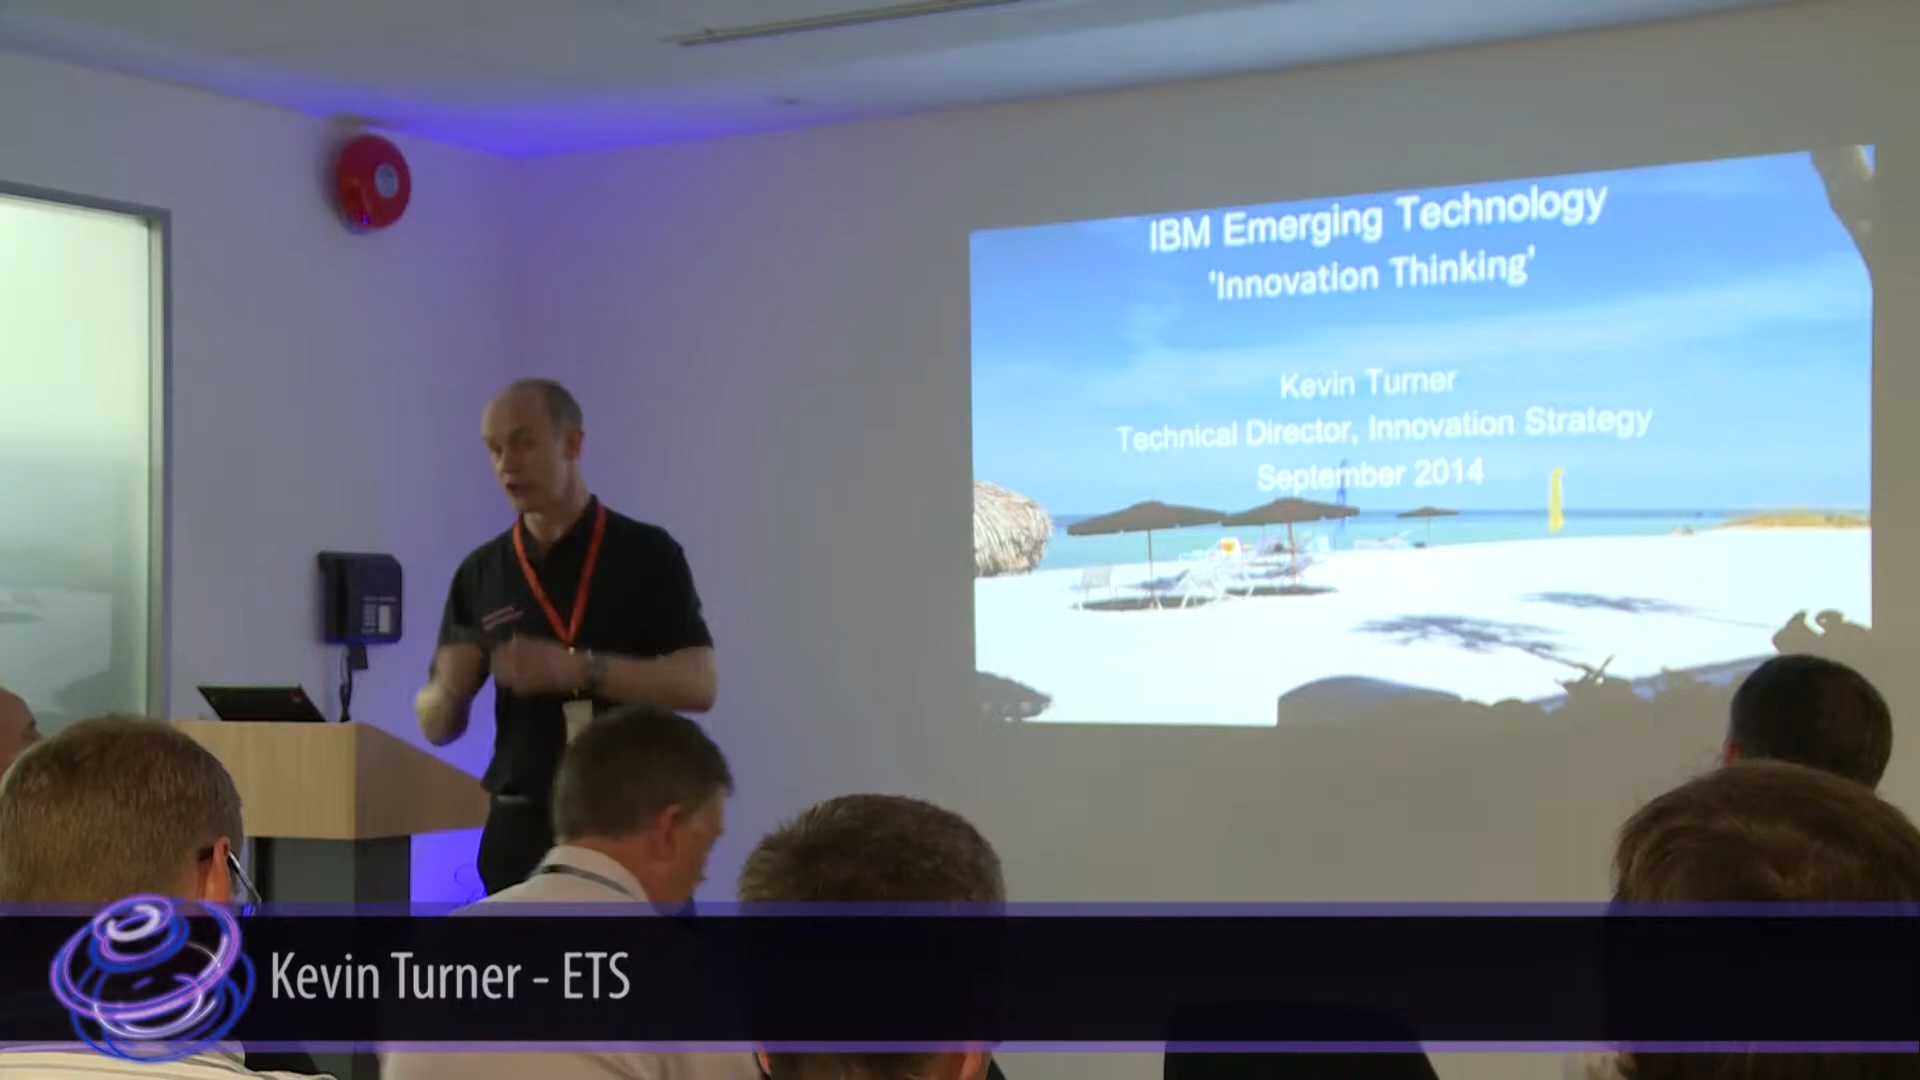 IBM Emerging Technology
'Innovation Thinking'
Kevin Turner
Technical Director, Innovation Strategy
September 2014
Kevin Turner - ETS